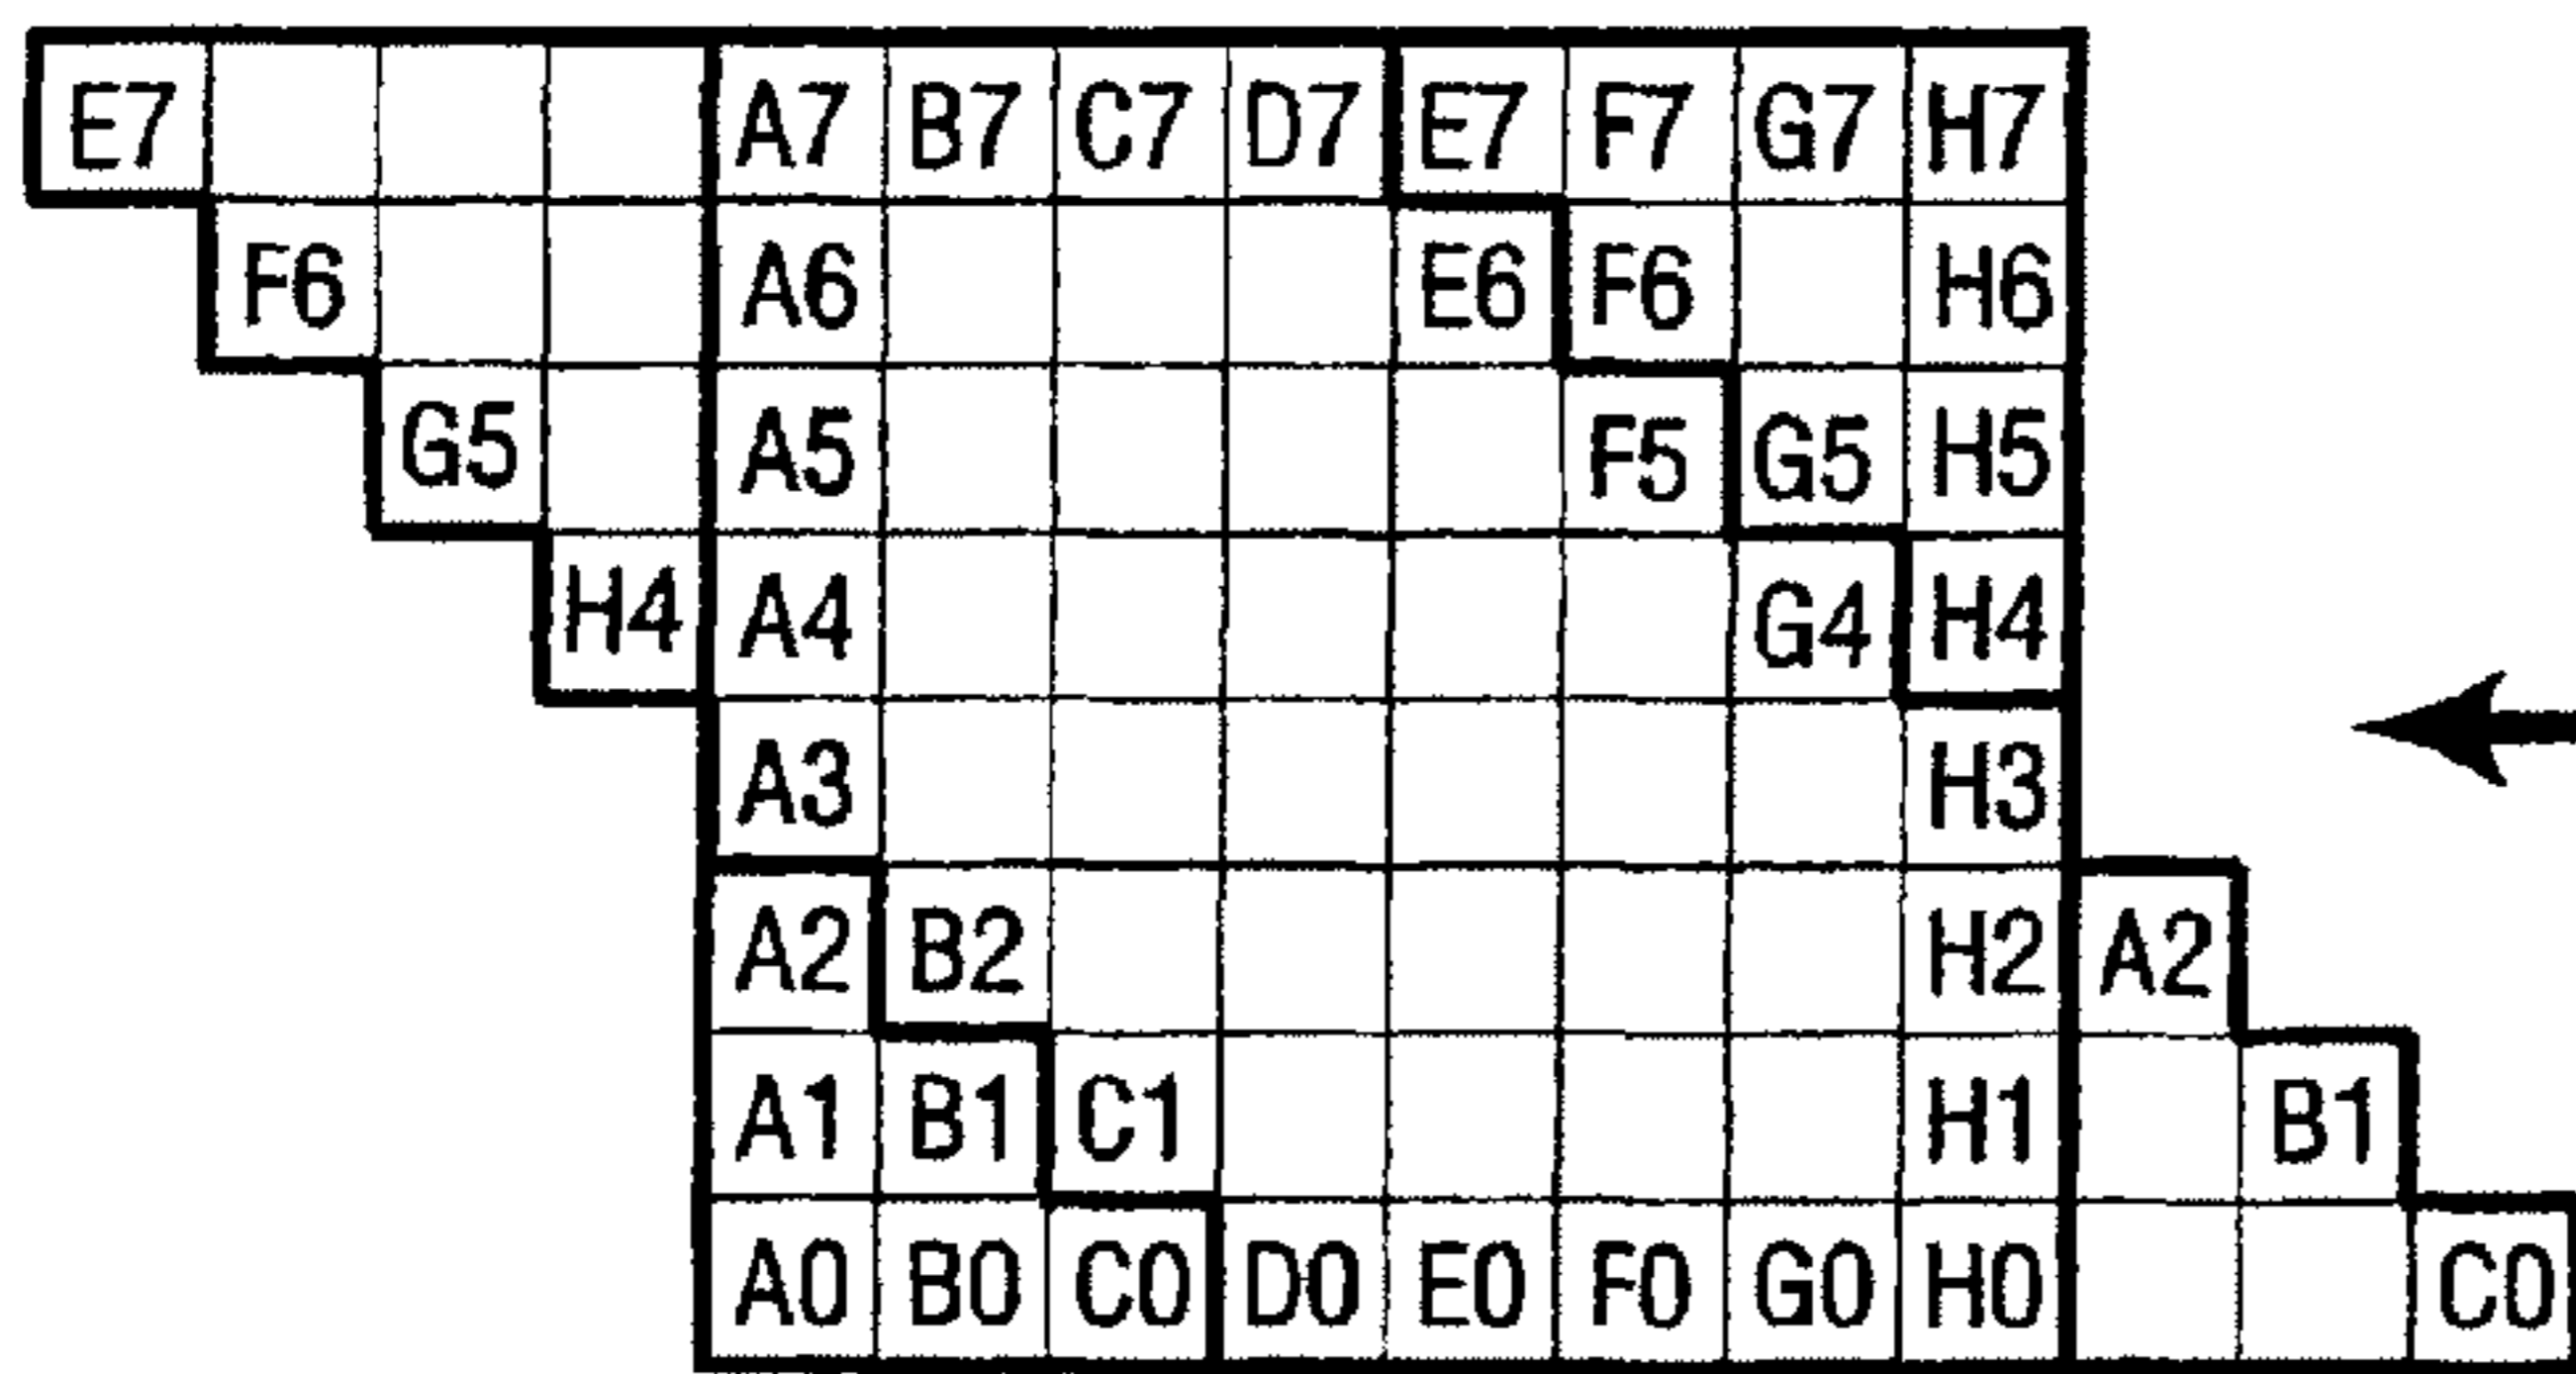 E7 A7 B7 C7 D7 E7 F7 G7 H7
F6 A6 E6 F6 H6
G5 A5 F5 G5 H5
H4 A4 G4 H4
A3 H3
A2 B2 H2 A2
A1 B1 C1 H1 B1
A0 B0 C0 D0 E0 F0 G0 H0 C0